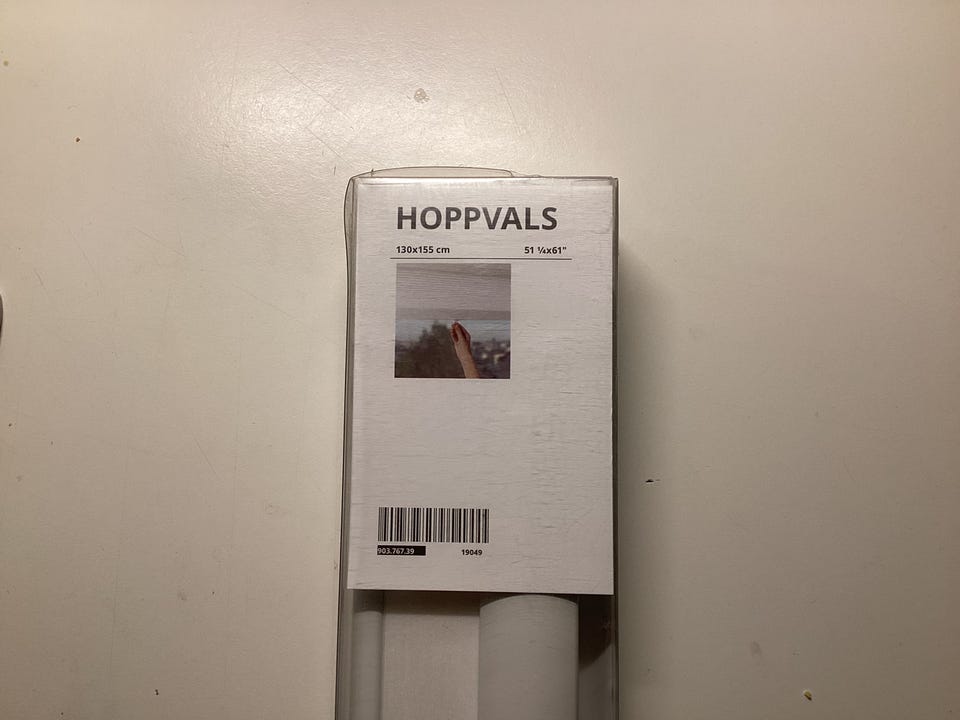 HOPPVALS
130x155 cm 51 ¼x61"
903.767.39 19049